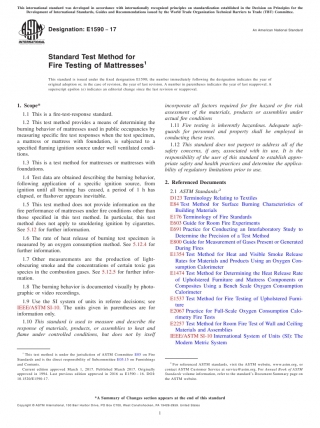 This international standard was developed in accordance with internationally recognized principles on standardization established in the Decision on Principles for the
Development of International Standards, Guides and Recommendations issued by the World Trade Organization Technical Barriers to Trade (TBT) Committee.
ASTM
INTERNATIONAL
Designation: E1590 − 17
An American National Standard
Standard Test Method for
Fire Testing of Mattresses1
This standard is issued under the fixed designation E1590; the number immediately following the designation indicates the year of
original adoption or, in the case of revision, the year of last revision. A number in parentheses indicates the year of last reapproval. A
superscript epsilon (ε) indicates an editorial change since the last revision or reapproval.
1. Scope*
1.1 This is a fire-test-response standard.
1.2 This test method provides a means of determining the
burning behavior of mattresses used in public occupancies by
measuring specific fire test responses when the test specimen,
a mattress or mattress with foundation, is subjected to a
specified flaming ignition source under well ventilated condi-
tions.
1.3 This is a test method for mattresses or mattresses with
foundations.
1.4 Test data are obtained describing the burning behavior,
following application of a specific ignition source, from
ignition until all burning has ceased, a period of 1 h has
elapsed, or flashover appears inevitable.
1.5 This test method does not provide information on the
fire performance of mattresses under fire conditions other than
those specified in this test method. In particular, this test
method does not apply to smoldering ignition by cigarettes.
See 5.12 for further information.
1.6 The rate of heat release of burning test specimen is
measured by an oxygen consumption method. See 5.12.4 for
further information.
1.7 Other measurements are the production of light-
obscuring smoke and the concentrations of certain toxic gas
species in the combustion gases. See 5.12.5 for further infor-
mation.
1.8 The burning behavior is documented visually by photo-
graphic or video recordings.
1.9 Use the SI system of units in referee decisions; see
IEEE/ASTM SI-10. The units given in parentheses are for
information only.
1.10 This standard is used to measure and describe the
response of materials, products, or assemblies to heat and
flame under controlled conditions, but does not by itself
incorporate all factors required for fire hazard or fire risk
assessment of the materials, products or assemblies under
actual fire conditions
1.11 Fire testing is inherently hazardous. Adequate safe-
guards for personnel and property shall be employed in
conducting these tests.
1.12 This standard does not purport to address all of the
safety concerns, if any, associated with its use. It is the
responsibility of the user of this standard to establish appro-
priate safety and health practices and determine the applica-
bility of regulatory limitations prior to use.
2. Referenced Documents
2.1 ASTM Standards:2
D123 Terminology Relating to Textiles
E84 Test Method for Surface Burning Characteristics of
Building Materials
E176 Terminology of Fire Standards
E603 Guide for Room Fire Experiments
E691 Practice for Conducting an Interlaboratory Study to
Determine the Precision of a Test Method
E800 Guide for Measurement of Gases Present or Generated
During Fires
E1354 Test Method for Heat and Visible Smoke Release
Rates for Materials and Products Using an Oxygen Con-
sumption Calorimeter
E1474 Test Method for Determining the Heat Release Rate
of Upholstered Furniture and Mattress Components or
Composites Using a Bench Scale Oxygen Consumption
Calorimeter
E1537 Test Method for Fire Testing of Upholstered Furni-
ture
E2067 Practice for Full-Scale Oxygen Consumption Calo-
rimetry Fire Tests
E2257 Test Method for Room Fire Test of Wall and Ceiling
Materials and Assemblies
IEEE/ASTM SI-10 International System of Units (SI) The
Modern Metric System
1 This test method is under the jurisdiction of ASTM Committee E05 on Fire
Standards and is the direct responsibility of Subcommittee E05.15 on Furnishings
and Contents.
Current edition approved March 1, 2017. Published March 2017. Originally
approved in 1994. Last previous edition approved in 2016 as E1590 – 16. DOI:
10.1520/E1590-17.
2 For referenced ASTM standards, visit the ASTM website, www.astm.org, or
contact ASTM Customer Service at service@astm.org. For Annual Book of ASTM
Standards volume information, refer to the standard's Document Summary page on
the ASTM website.
*A Summary of Changes section appears at the end of this standard
Copyright © ASTM International, 100 Barr Harbor Drive, PO Box C700, West Conshohocken, PA 19428-2959. United States
1